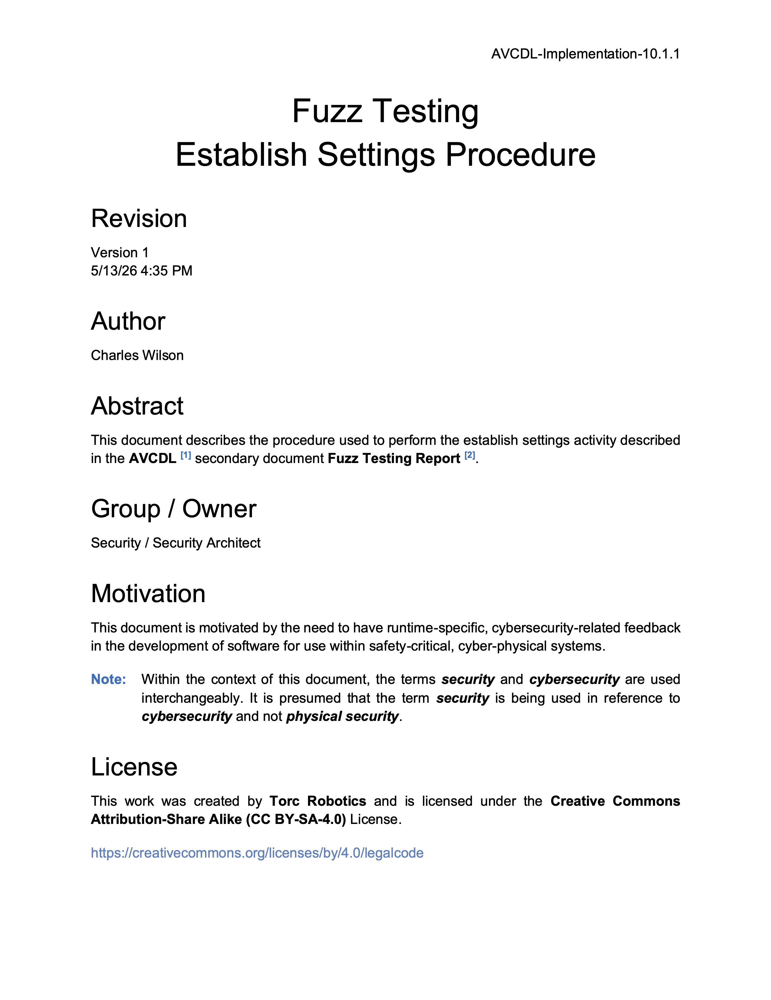 AVCDL-Implementation-10.1.1
Fuzz Testing
Establish Settings Procedure
Revision
Version 1
5/13/26 4:35 PM
Author
Charles Wilson
Abstract
This document describes the procedure used to perform the establish settings activity described
in the AVCDL [1] secondary document Fuzz Testing Report [2].
Group / Owner
Security / Security Architect
Motivation
This document is motivated by the need to have runtime-specific, cybersecurity-related feedback
in the development of software for use within safety-critical, cyber-physical systems.
Note: Within the context of this document, the terms security and cybersecurity are used
interchangeably. It is presumed that the term security is being used in reference to
cybersecurity and not physical security.
License
This work was created by Torc Robotics and is licensed under the Creative Commons
Attribution-Share Alike (CC BY-SA-4.0) License.
https://creativecommons.org/licenses/by/4.0/legalcode